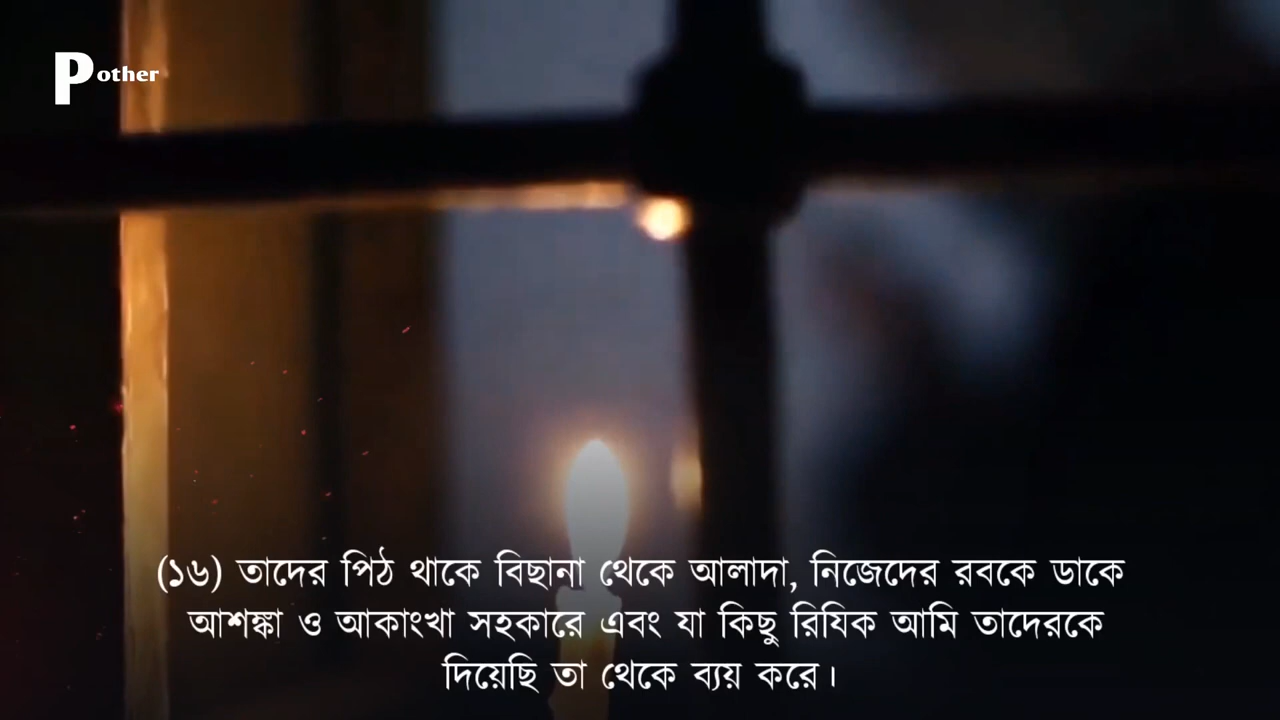 Pother
(১৬) তাদের পিঠ থাকে বিছানা থেকে আলাদা, নিজেদের রবকে ডাকে
আশঙ্কা ও আকাংখা সহকারে এবং যা কিছু রিযিক আমি তাদেরকে
দিয়েছি তা থেকে ব্যয় করে।